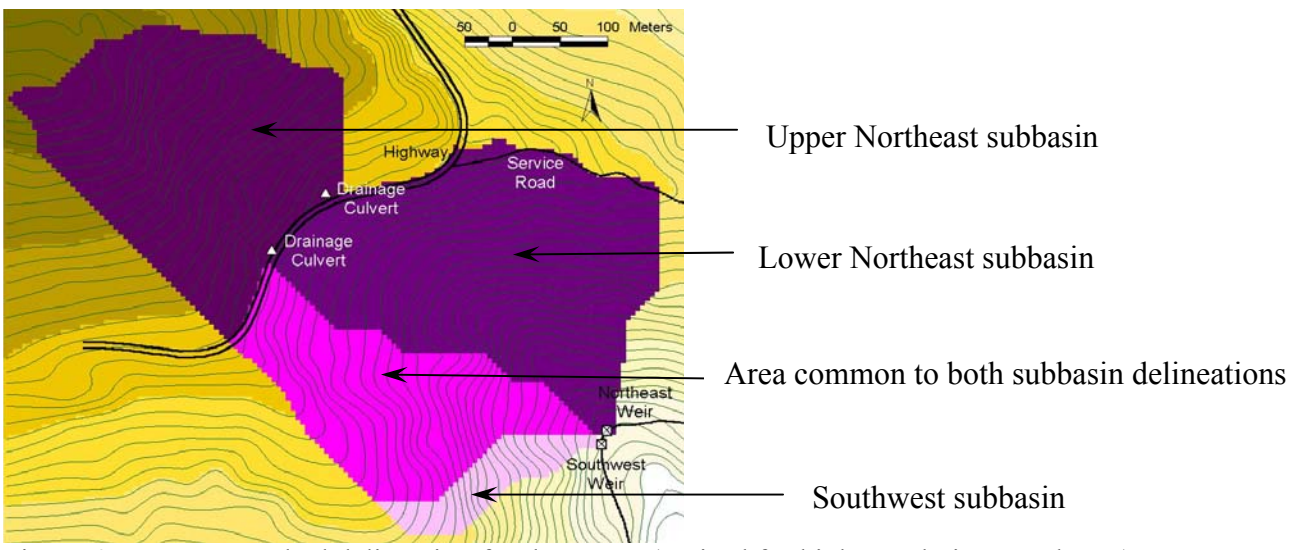 50 0 50 100 Meters
N
Highway
Service
Road
Drainage
Culvert
Drainage
Culvert
Northeast
Weir
Southwest
Weir
Upper Northeast subbasin
Lower Northeast subbasin
Area common to both subbasin delineations
Southwest subbasin